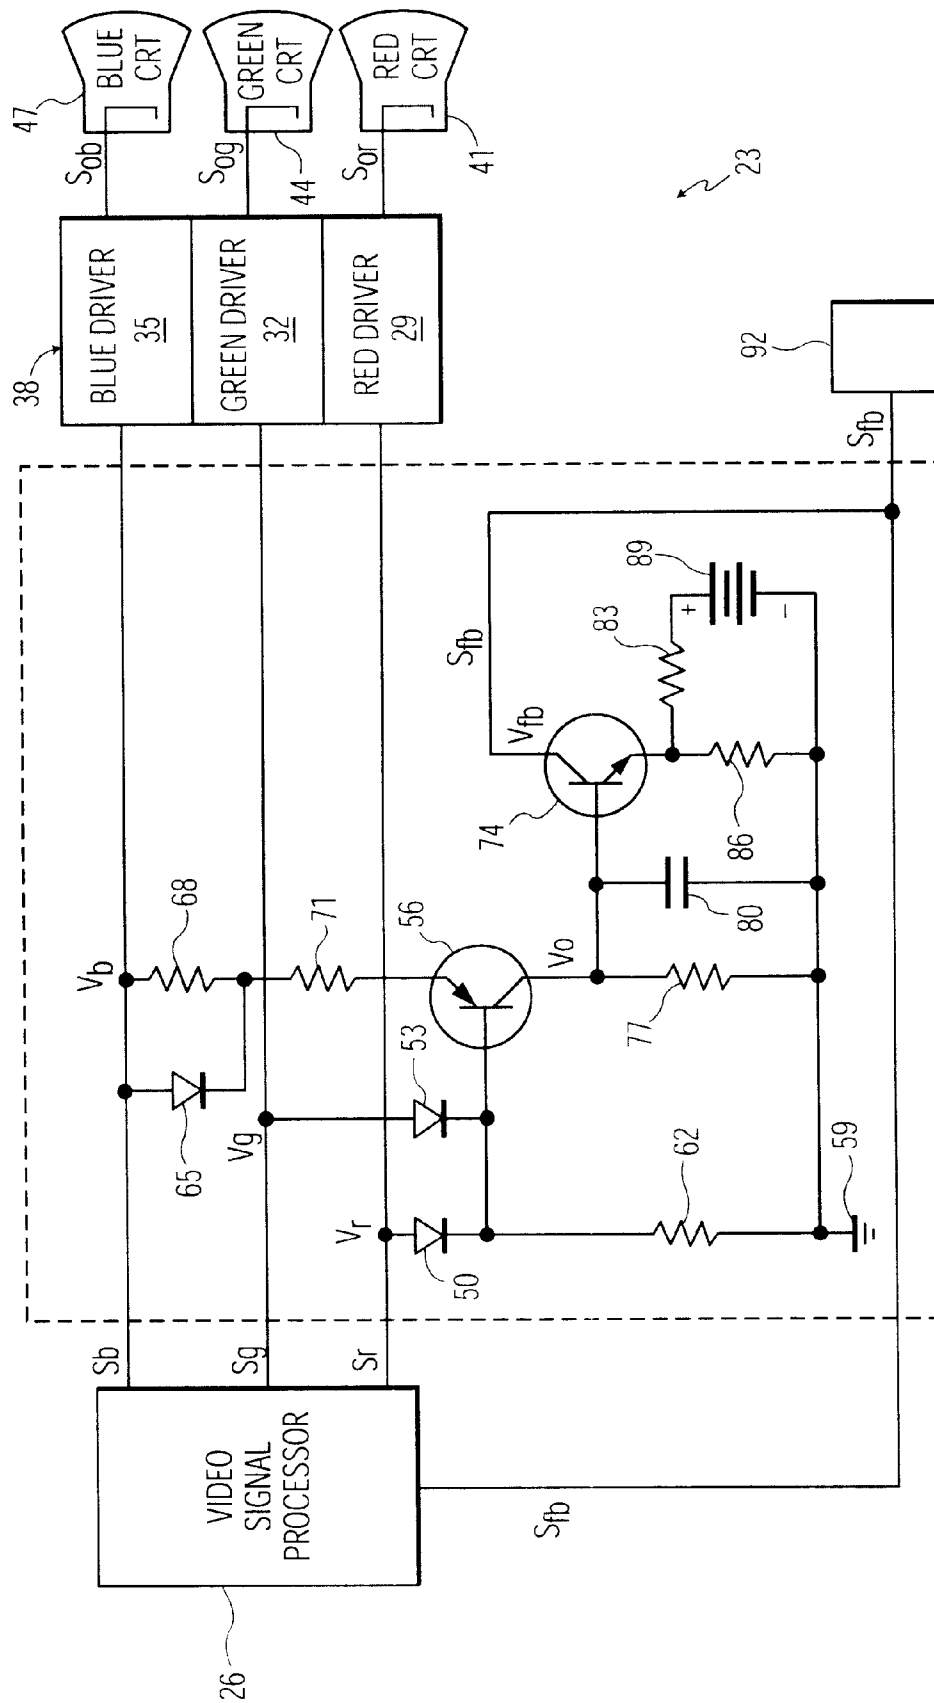 26
VIDEO
SIGNAL
PROCESSOR
Sb
Sg
Sr
Sfb
Vb
68
65
Vg
71
Vr
50
53
56
62
59
Vo
77
80
74
Vfb
Sfb
86
83
89
+
−
38
BLUE DRIVER
35
GREEN DRIVER
32
RED DRIVER
29
Sfb
92
Sob
Sog
Sor
47
BLUE
CRT
44
GREEN
CRT
41
RED
CRT
23